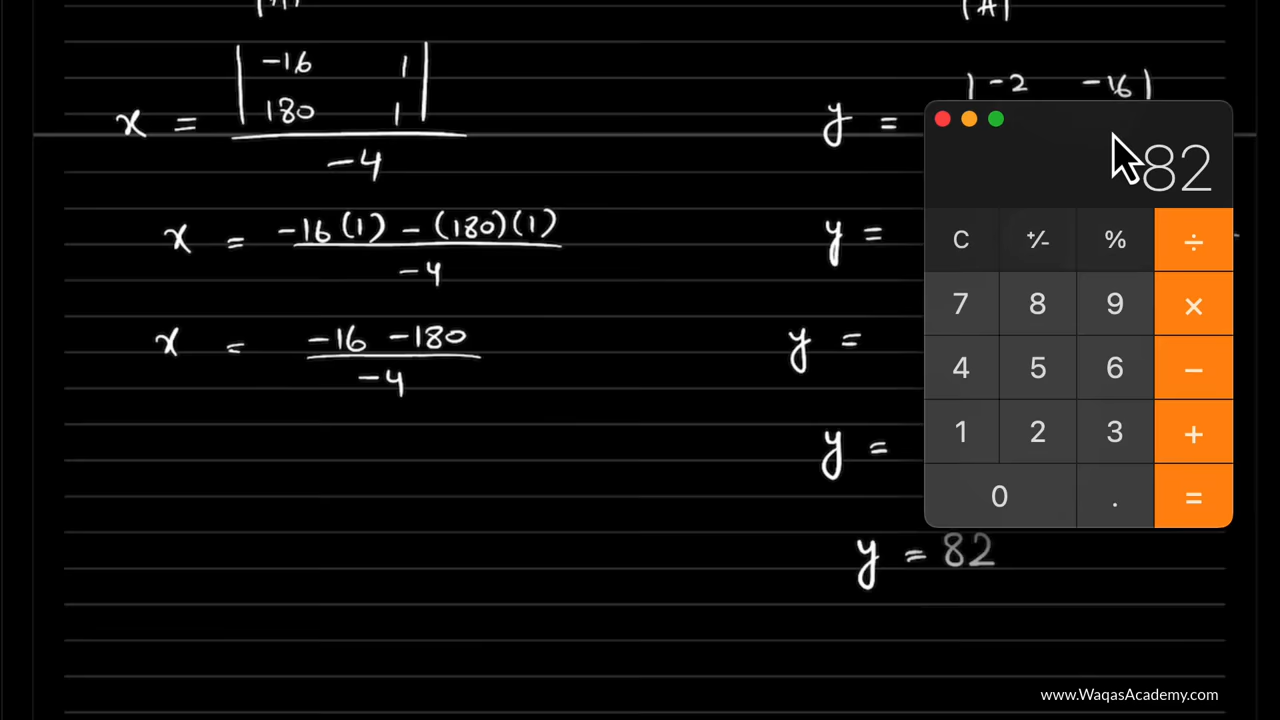 |A|
|A|
x = | -16 1 |
| 180 1 |
-4
x = -16(1) - (180)(1)
-4
x = -16 -180
-4
| -2 -16 |
y =
y =
y =
y =
y = 82
82
C +/- % ÷
7 8 9 ×
4 5 6 −
1 2 3 +
0 . =
www.WaqasAcademy.com